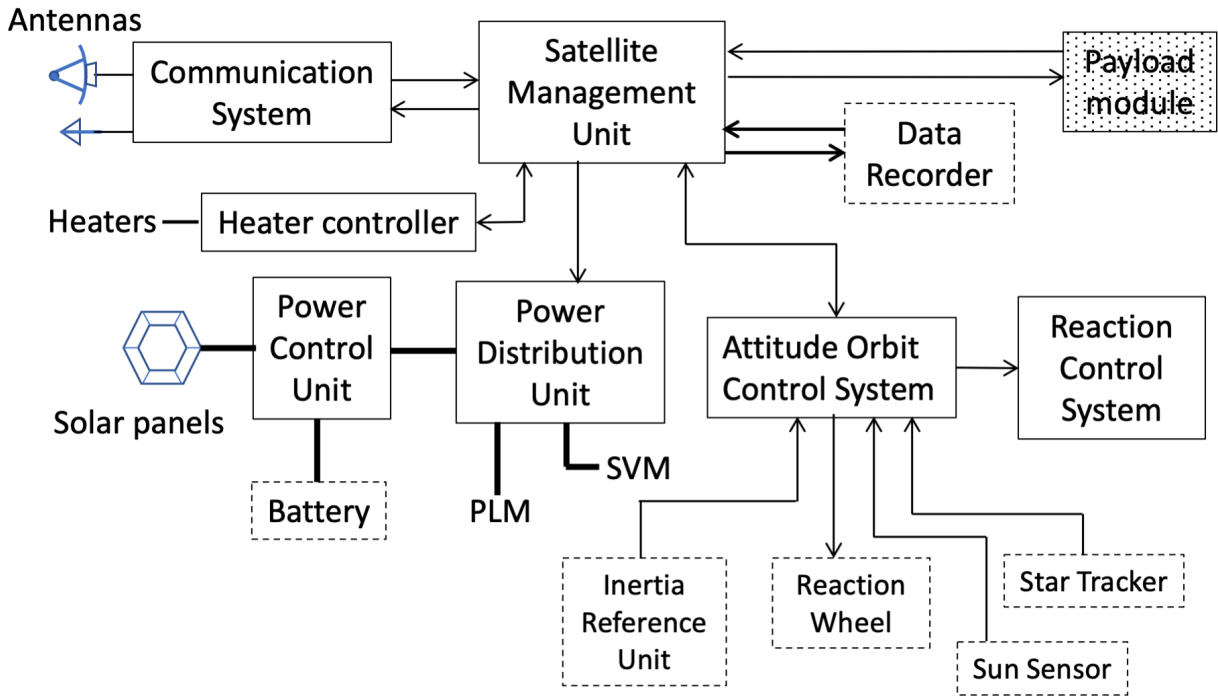 Antennas
Communication
System
Satellite
Management
Unit
Payload
module
Data
Recorder
Heaters
Heater controller
Power
Control
Unit
Power
Distribution
Unit
Attitude Orbit
Control System
Reaction
Control
System
Solar panels
SVM
Battery
PLM
Inertia
Reference
Unit
Reaction
Wheel
Star Tracker
Sun Sensor